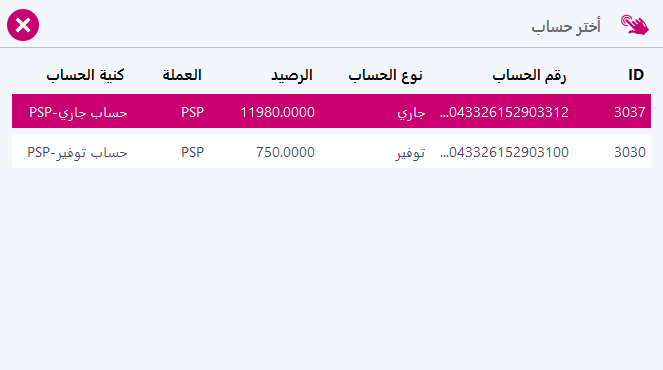 أختر حساب
ID رقم الحساب نوع الحساب الرصيد العملة كنية الحساب
3037 043326152903312... جاري 11980.0000 PSP حساب جاري-PSP
3030 043326152903100... توفير 750.0000 PSP حساب توفير-PSP